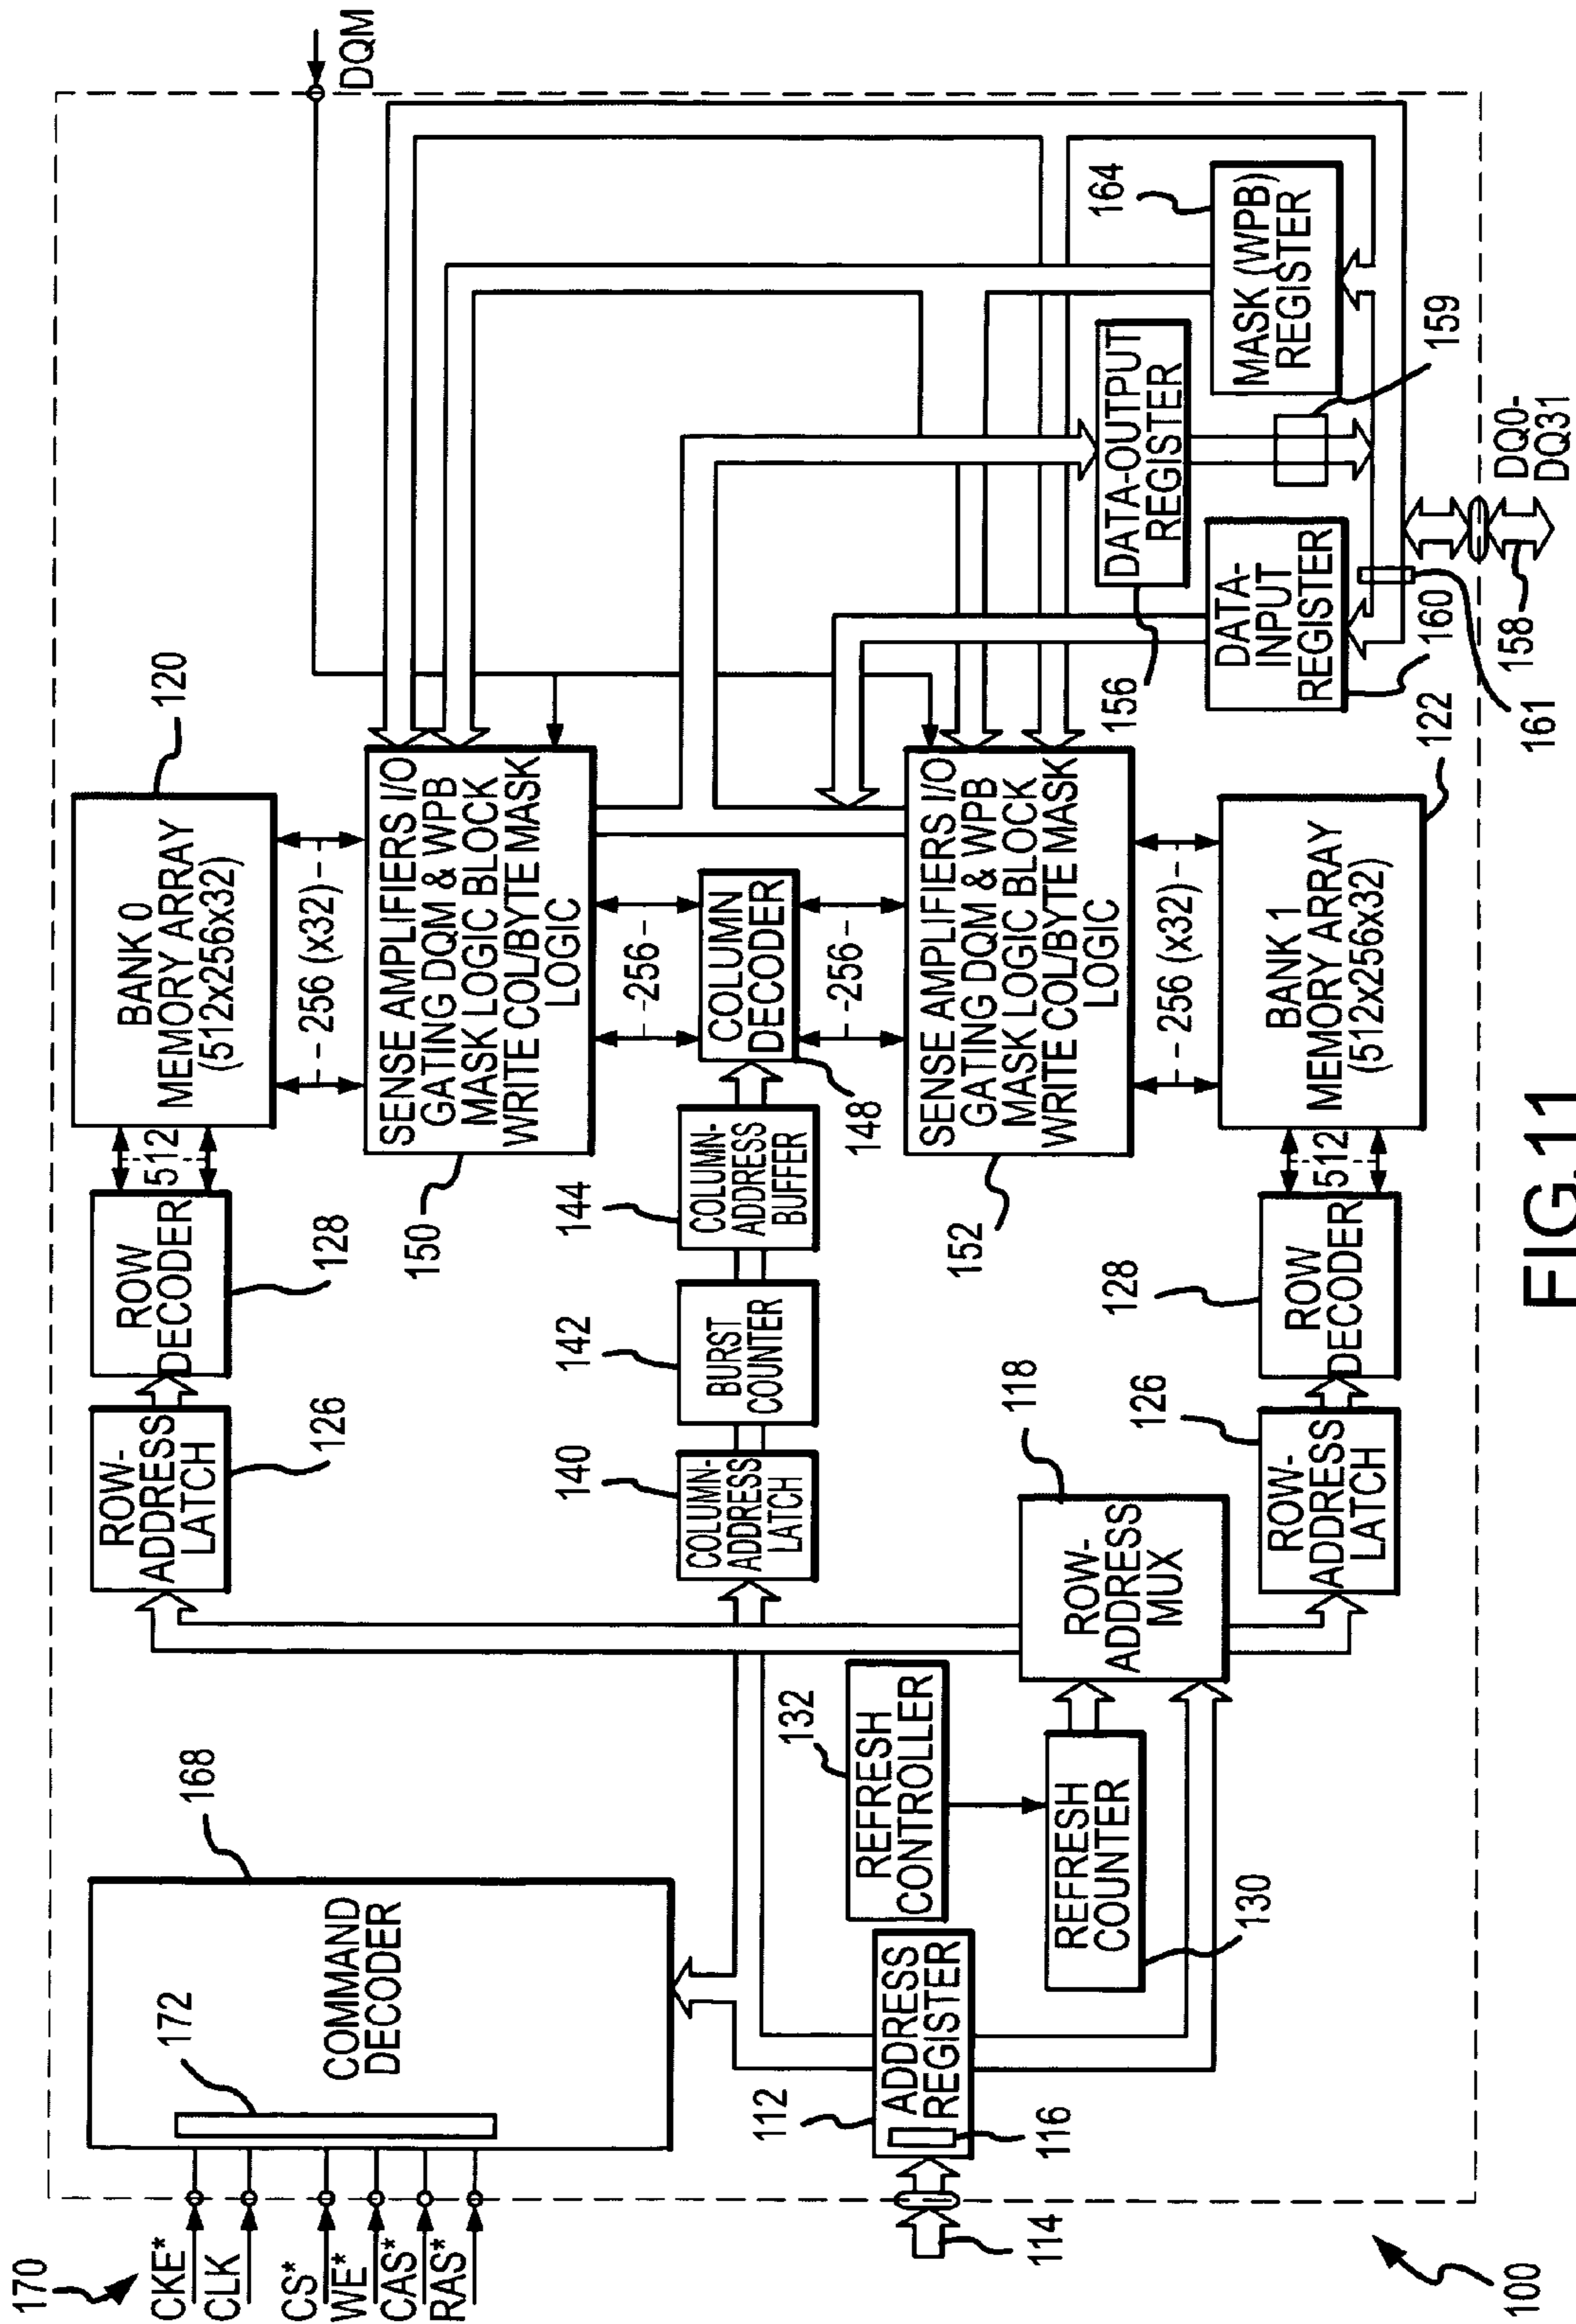 170
CKE*
CLK
CS*
WE*
CAS*
RAS*
172
COMMAND
DECODER
168
112
ADDRESS
REGISTER
116
114
100
REFRESH
CONTROLLER
132
REFRESH
COUNTER
130
ROW-
ADDRESS
MUX
118
ROW-
ADDRESS
LATCH
126
ROW
DECODER
128
512
BANK 0
MEMORY ARRAY
(512x256x32)
120
256 (x32)
SENSE AMPLIFIERS I/O
GATING DQM & WPB
MASK LOGIC BLOCK
WRITE COL/BYTE MASK
LOGIC
150
256
COLUMN-
ADDRESS
LATCH
140
BURST
COUNTER
142
COLUMN-
ADDRESS
BUFFER
144
COLUMN
DECODER
148
256
SENSE AMPLIFIERS I/O
GATING DQM & WPB
MASK LOGIC BLOCK
WRITE COL/BYTE MASK
LOGIC
152
256 (x32)
ROW-
ADDRESS
LATCH
126
ROW
DECODER
128
512
BANK 1
MEMORY ARRAY
(512x256x32)
122
DQM
DATA-OUTPUT
REGISTER
156
DATA-
INPUT
REGISTER
160
161
MASK (WPB)
REGISTER
164
159
158
DQ0-
DQ31
FIG.11